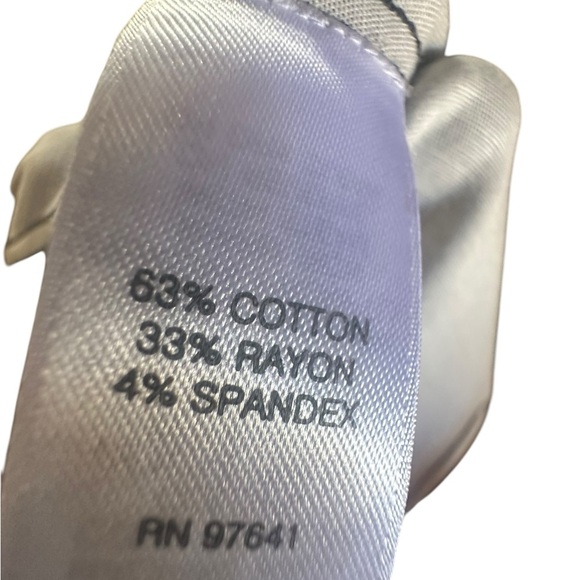 63% COTTON
33% RAYON
4% SPANDEX
RN 97641